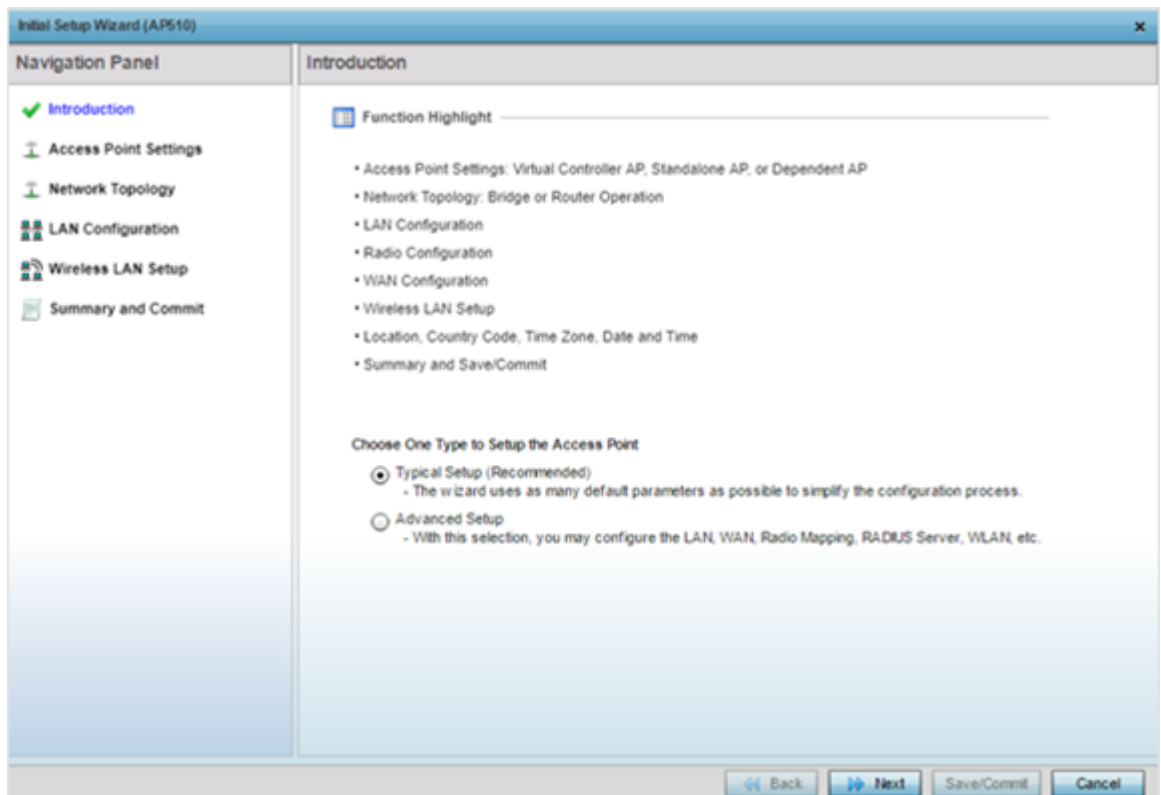 Initial Setup Wizard (AP510)
Navigation Panel
Introduction
Access Point Settings
Network Topology
LAN Configuration
Wireless LAN Setup
Summary and Commit
Introduction
Function Highlight
• Access Point Settings: Virtual Controller AP, Standalone AP, or Dependent AP
• Network Topology: Bridge or Router Operation
• LAN Configuration
• Radio Configuration
• WAN Configuration
• Wireless LAN Setup
• Location, Country Code, Time Zone, Date and Time
• Summary and Save/Commit
Choose One Type to Setup the Access Point
Typical Setup (Recommended)
- The wizard uses as many default parameters as possible to simplify the configuration process.
Advanced Setup
- With this selection, you may configure the LAN, WAN, Radio Mapping, RADIUS Server, WLAN, etc.
Back Next Save/Commit Cancel